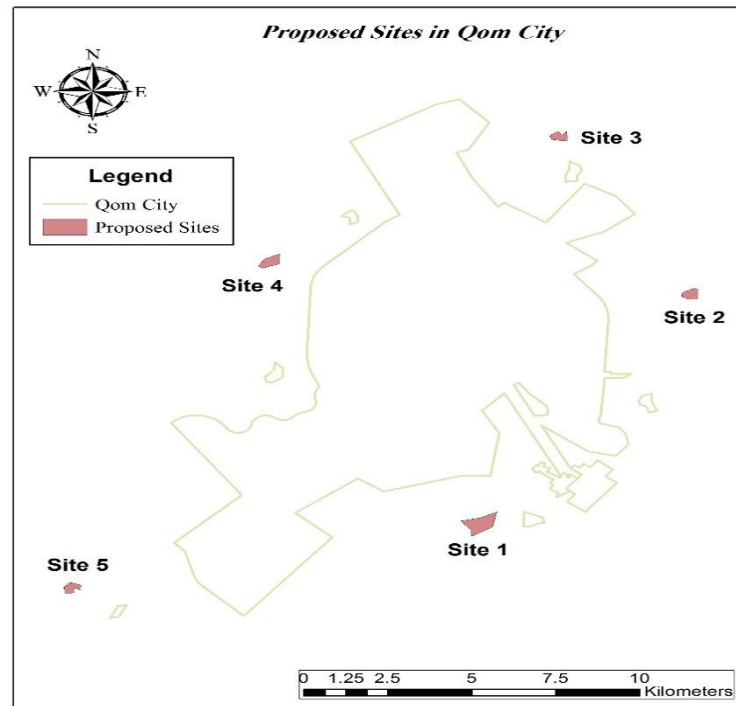 Proposed Sites in Qom City
N
W E
S
Legend
Qom City
Proposed Sites
Site 3
Site 4
Site 2
Site 1
Site 5
0 1.25 2.5 5 7.5 10
Kilometers